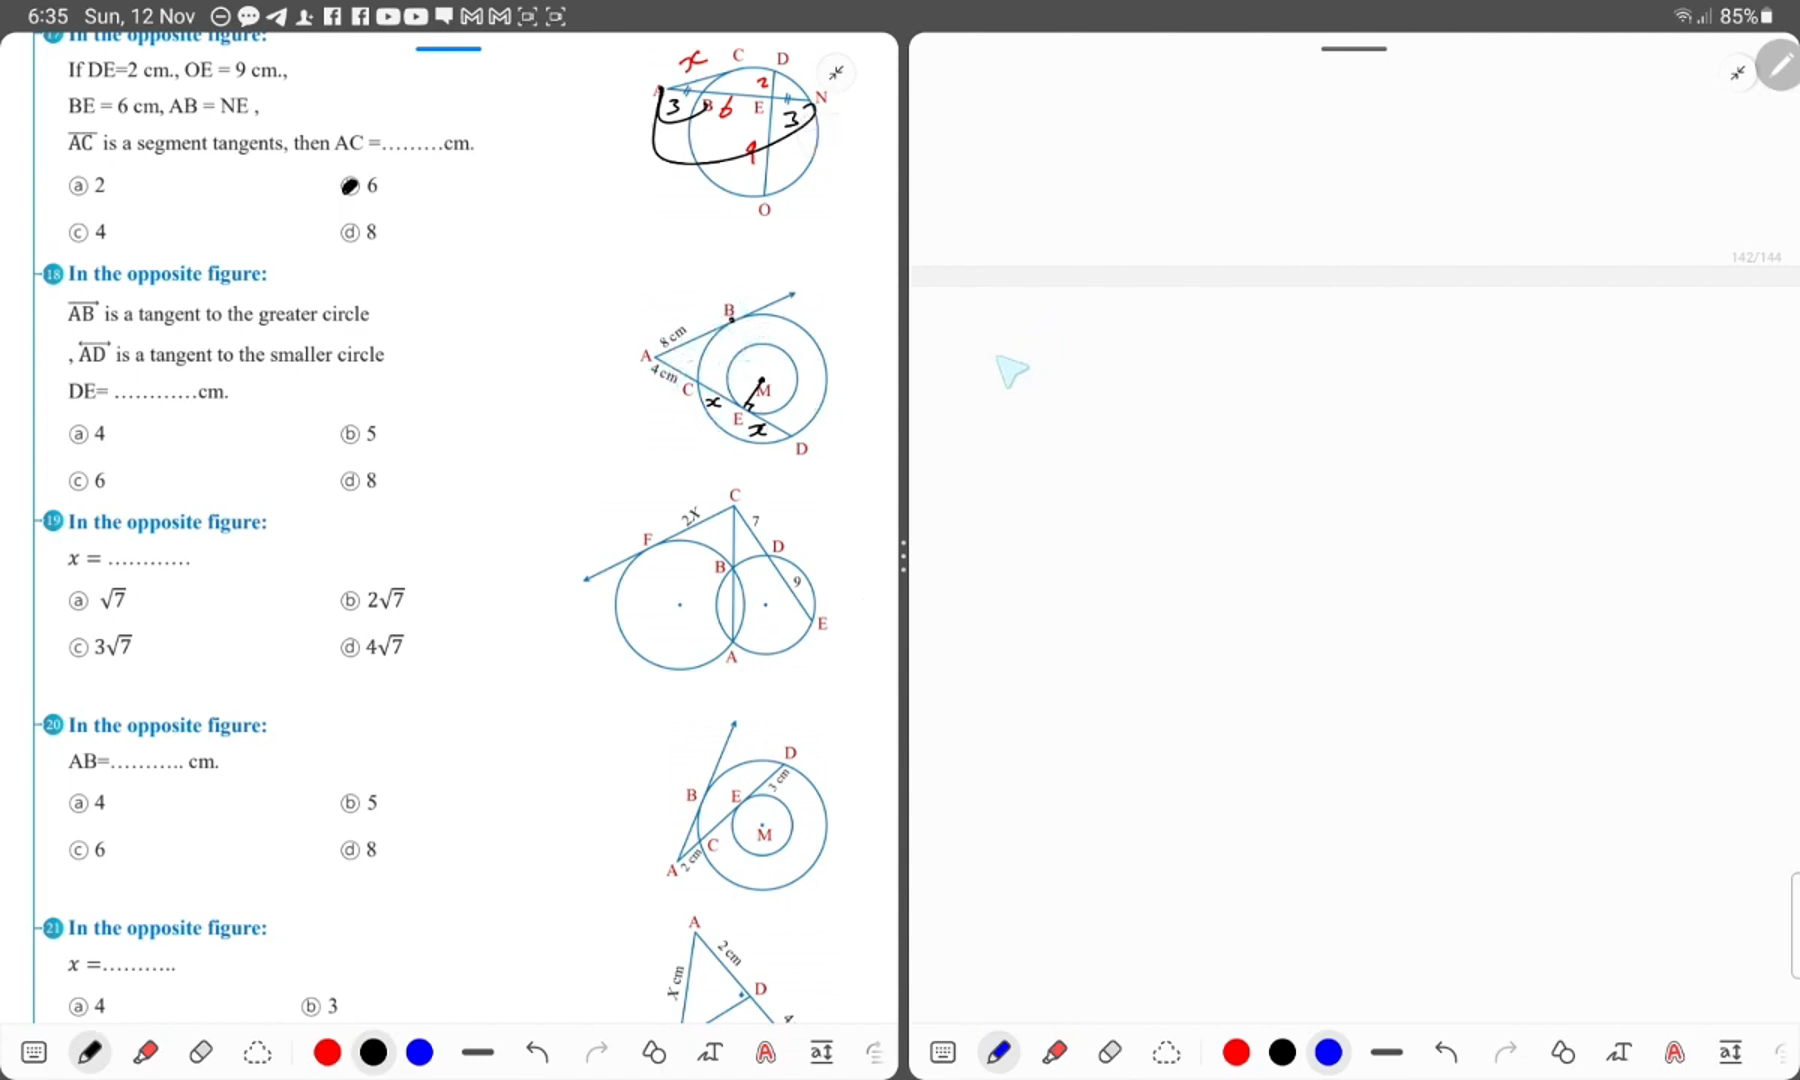 6:35 Sun, 12 Nov
85%
17 In the opposite figure:
If DE=2 cm., OE = 9 cm.,
BE = 6 cm, AB = NE ,
AC is a segment tangents, then AC =.........cm.
ⓐ 2
6
ⓒ 4
ⓓ 8
x
C
D
2
A
3
B
6
E
3
N
9
O
18 In the opposite figure:
AB is a tangent to the greater circle
, AD is a tangent to the smaller circle
DE= ............cm.
ⓐ 4
ⓑ 5
ⓒ 6
ⓓ 8
B
8 cm
A
4 cm
C
x
M
E
x
D
19 In the opposite figure:
x = ............
ⓐ √7
ⓑ 2√7
ⓒ 3√7
ⓓ 4√7
C
2X
7
F
D
B
9
E
A
20 In the opposite figure:
AB=........... cm.
ⓐ 4
ⓑ 5
ⓒ 6
ⓓ 8
D
3 cm
B
E
M
C
A
2 cm
21 In the opposite figure:
x =...........
ⓐ 4
ⓑ 3
A
2 cm
X cm
D
142/144